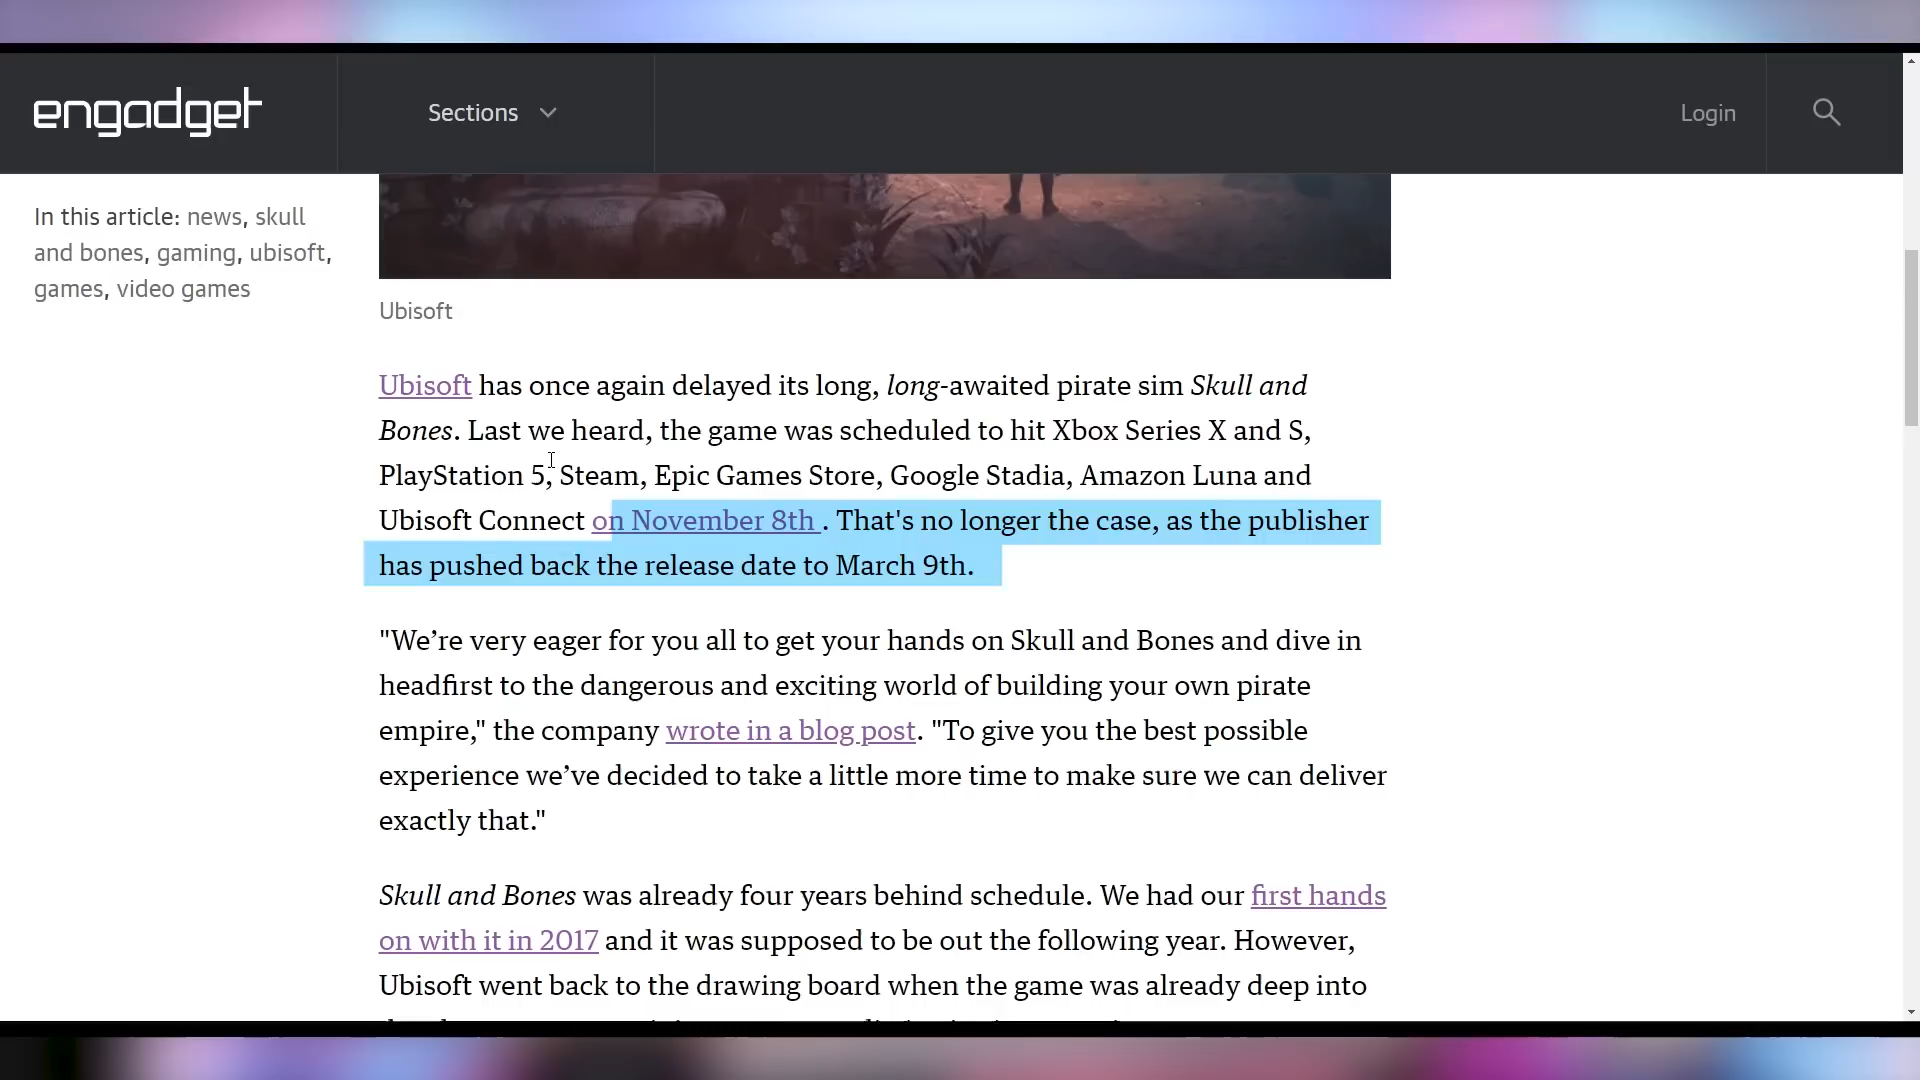 engadget
Sections
Login
In this article: news, skull
and bones, gaming, ubisoft,
games, video games
Ubisoft
Ubisoft has once again delayed its long, long-awaited pirate sim Skull and
Bones. Last we heard, the game was scheduled to hit Xbox Series X and S,
PlayStation 5, Steam, Epic Games Store, Google Stadia, Amazon Luna and
Ubisoft Connect on November 8th . That's no longer the case, as the publisher
has pushed back the release date to March 9th.
"We’re very eager for you all to get your hands on Skull and Bones and dive in
headfirst to the dangerous and exciting world of building your own pirate
empire," the company wrote in a blog post. "To give you the best possible
experience we’ve decided to take a little more time to make sure we can deliver
exactly that."
Skull and Bones was already four years behind schedule. We had our first hands
on with it in 2017 and it was supposed to be out the following year. However,
Ubisoft went back to the drawing board when the game was already deep into